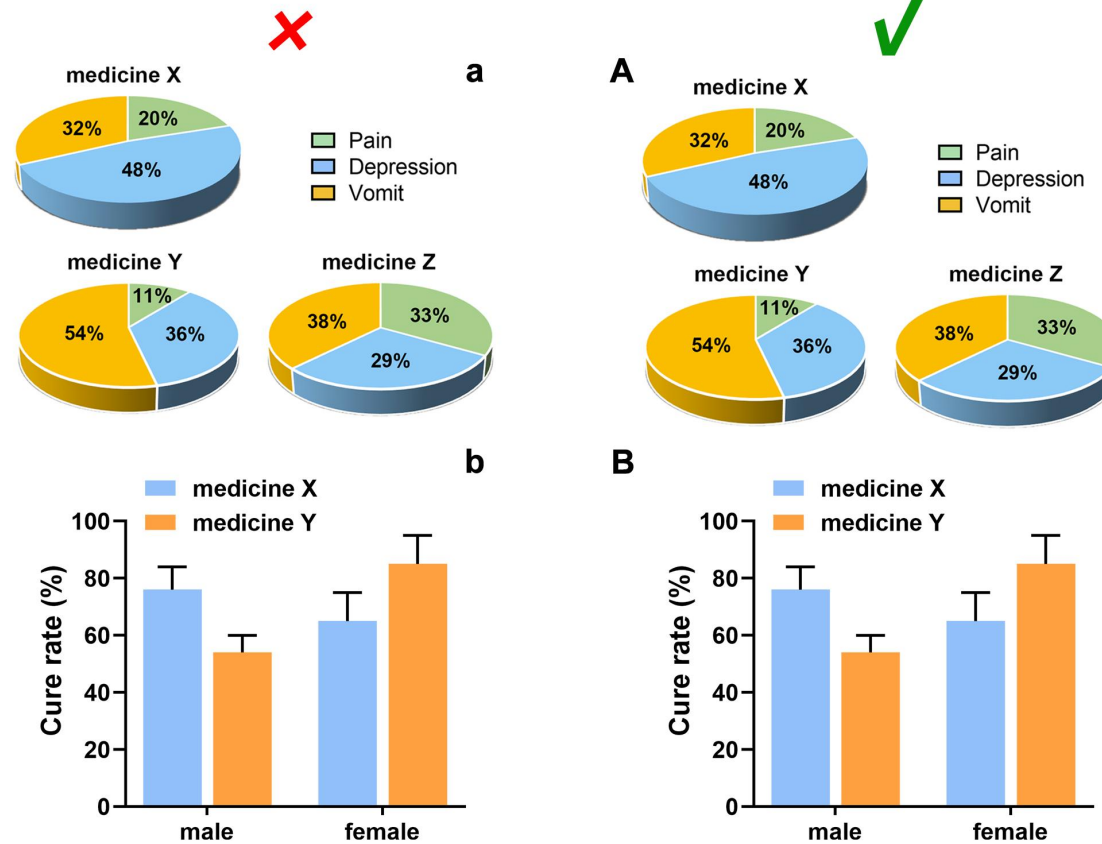 a
medicine X
20%
32%
48%
Pain
Depression
Vomit
medicine Y
11%
54%
36%
medicine Z
38%
33%
29%
b
medicine X
medicine Y
Cure rate (%)
100
80
60
40
20
0
male
female
A
medicine X
20%
32%
48%
Pain
Depression
Vomit
medicine Y
11%
54%
36%
medicine Z
38%
33%
29%
B
medicine X
medicine Y
Cure rate (%)
100
80
60
40
20
0
male
female